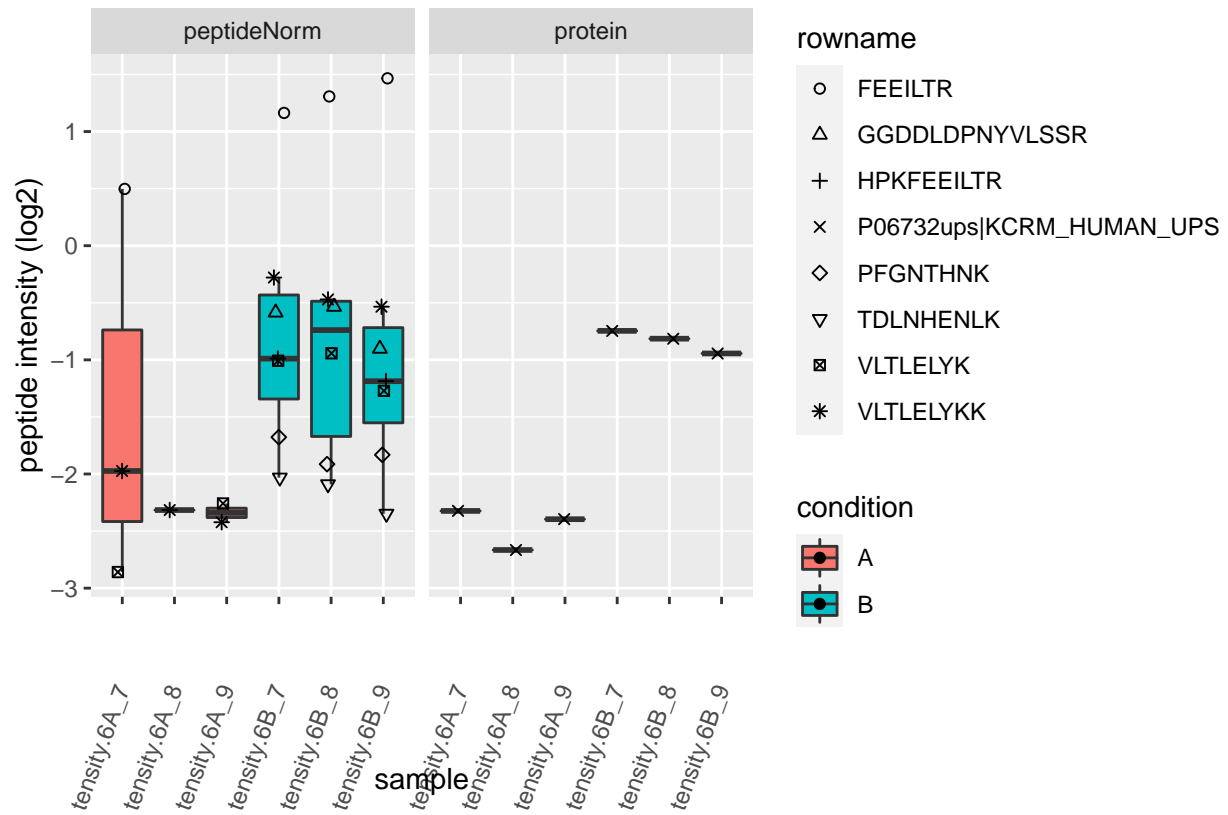 peptideNorm
protein
peptide intensity (log2)
1
0
−1
−2
−3
tensity.6A_7
tensity.6A_8
tensity.6A_9
tensity.6B_7
tensity.6B_8
tensity.6B_9
tensity.6A_7
tensity.6A_8
tensity.6A_9
tensity.6B_7
tensity.6B_8
tensity.6B_9
sample
rowname
FEEILTR
GGDDLDPNYVLSSR
HPKFEEILTR
P06732ups|KCRM_HUMAN_UPS
PFGNTHNK
TDLNHENLK
VLTLELYK
VLTLELYKK
condition
A
B